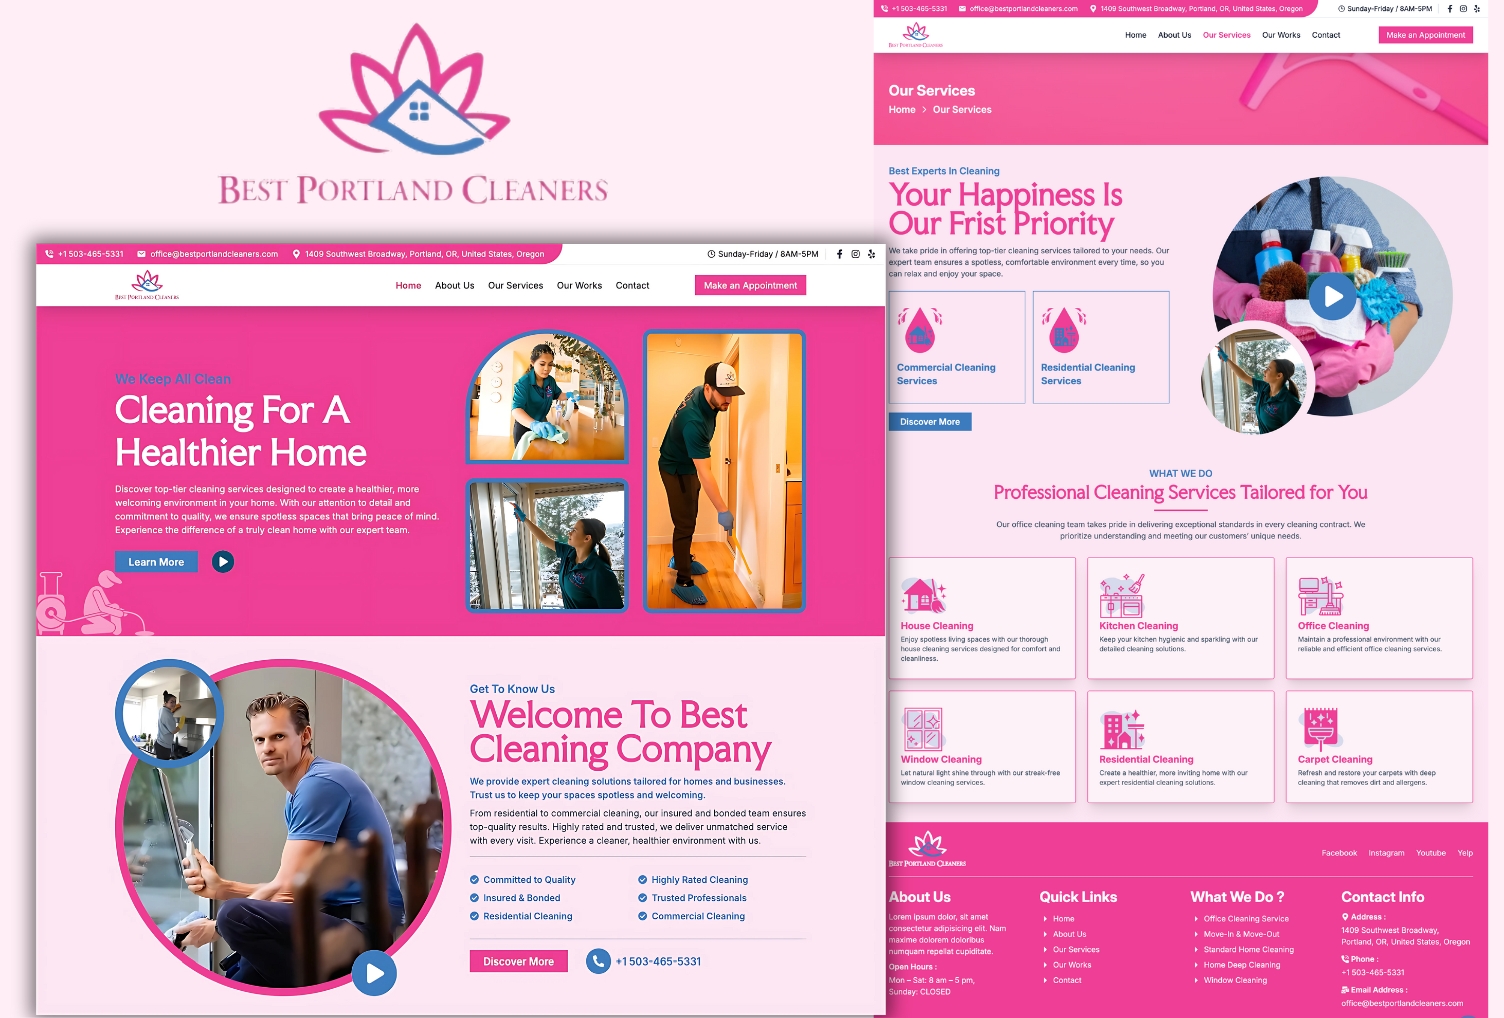 BEST PORTLAND CLEANERS
+1 503-465-5331
office@bestportlandcleaners.com
1409 Southwest Broadway, Portland, OR, United States, Oregon
Sunday-Friday / 8AM-5PM
BEST PORTLAND CLEANERS
Home
About Us
Our Services
Our Works
Contact
Make an Appointment
We Keep All Clean
Cleaning For A
Healthier Home
Discover top-tier cleaning services designed to create a healthier, more
welcoming environment in your home. With our attention to detail and
commitment to quality, we ensure spotless spaces that bring peace of mind.
Experience the difference of a truly clean home with our expert team.
Learn More
Get To Know Us
Welcome To Best
Cleaning Company
We provide expert cleaning solutions tailored for homes and businesses.
Trust us to keep your spaces spotless and welcoming.
From residential to commercial cleaning, our insured and bonded team ensures
top-quality results. Highly rated and trusted, we deliver unmatched service
with every visit. Experience a cleaner, healthier environment with us.
Committed to Quality
Highly Rated Cleaning
Insured & Bonded
Trusted Professionals
Residential Cleaning
Commercial Cleaning
Discover More
+1 503-465-5331
+1 503-465-5331
office@bestportlandcleaners.com
1409 Southwest Broadway, Portland, OR, United States, Oregon
Sunday-Friday / 8AM-5PM
BEST PORTLAND CLEANERS
Home
About Us
Our Services
Our Works
Contact
Make an Appointment
Our Services
Home > Our Services
Best Experts In Cleaning
Your Happiness Is
Our Frist Priority
We take pride in offering top-tier cleaning services tailored to your needs. Our
expert team ensures a spotless, comfortable environment every time, so you
can relax and enjoy your space.
Commercial Cleaning
Services
Residential Cleaning
Services
Discover More
WHAT WE DO
Professional Cleaning Services Tailored for You
Our office cleaning team takes pride in delivering exceptional standards in every cleaning contract. We
prioritize understanding and meeting our customers' unique needs.
House Cleaning
Enjoy spotless living spaces with our thorough
house cleaning services designed for comfort and
cleanliness.
Kitchen Cleaning
Keep your kitchen hygienic and sparkling with our
detailed cleaning solutions.
Office Cleaning
Maintain a professional environment with our
reliable and efficient office cleaning services.
Window Cleaning
Let natural light shine through with our streak-free
window cleaning services.
Residential Cleaning
Create a healthier, more inviting home with our
expert residential cleaning solutions.
Carpet Cleaning
Refresh and restore your carpets with deep
cleaning that removes dirt and allergens.
BEST PORTLAND CLEANERS
Facebook
Instagram
Youtube
Yelp
About Us
Lorem ipsum dolor, sit amet
consectetur adipisicing elit. Nam
maxime dolorem doloribus
numquam repellat cupiditate.
Open Hours :
Mon – Sat: 8 am – 5 pm,
Sunday: CLOSED
Quick Links
Home
About Us
Our Services
Our Works
Contact
What We Do ?
Office Cleaning Service
Move-In & Move-Out
Standard Home Cleaning
Home Deep Cleaning
Window Cleaning
Contact Info
Address :
1409 Southwest Broadway,
Portland, OR, United States, Oregon
Phone :
+1 503-465-5331
Email Address :
office@bestportlandcleaners.com